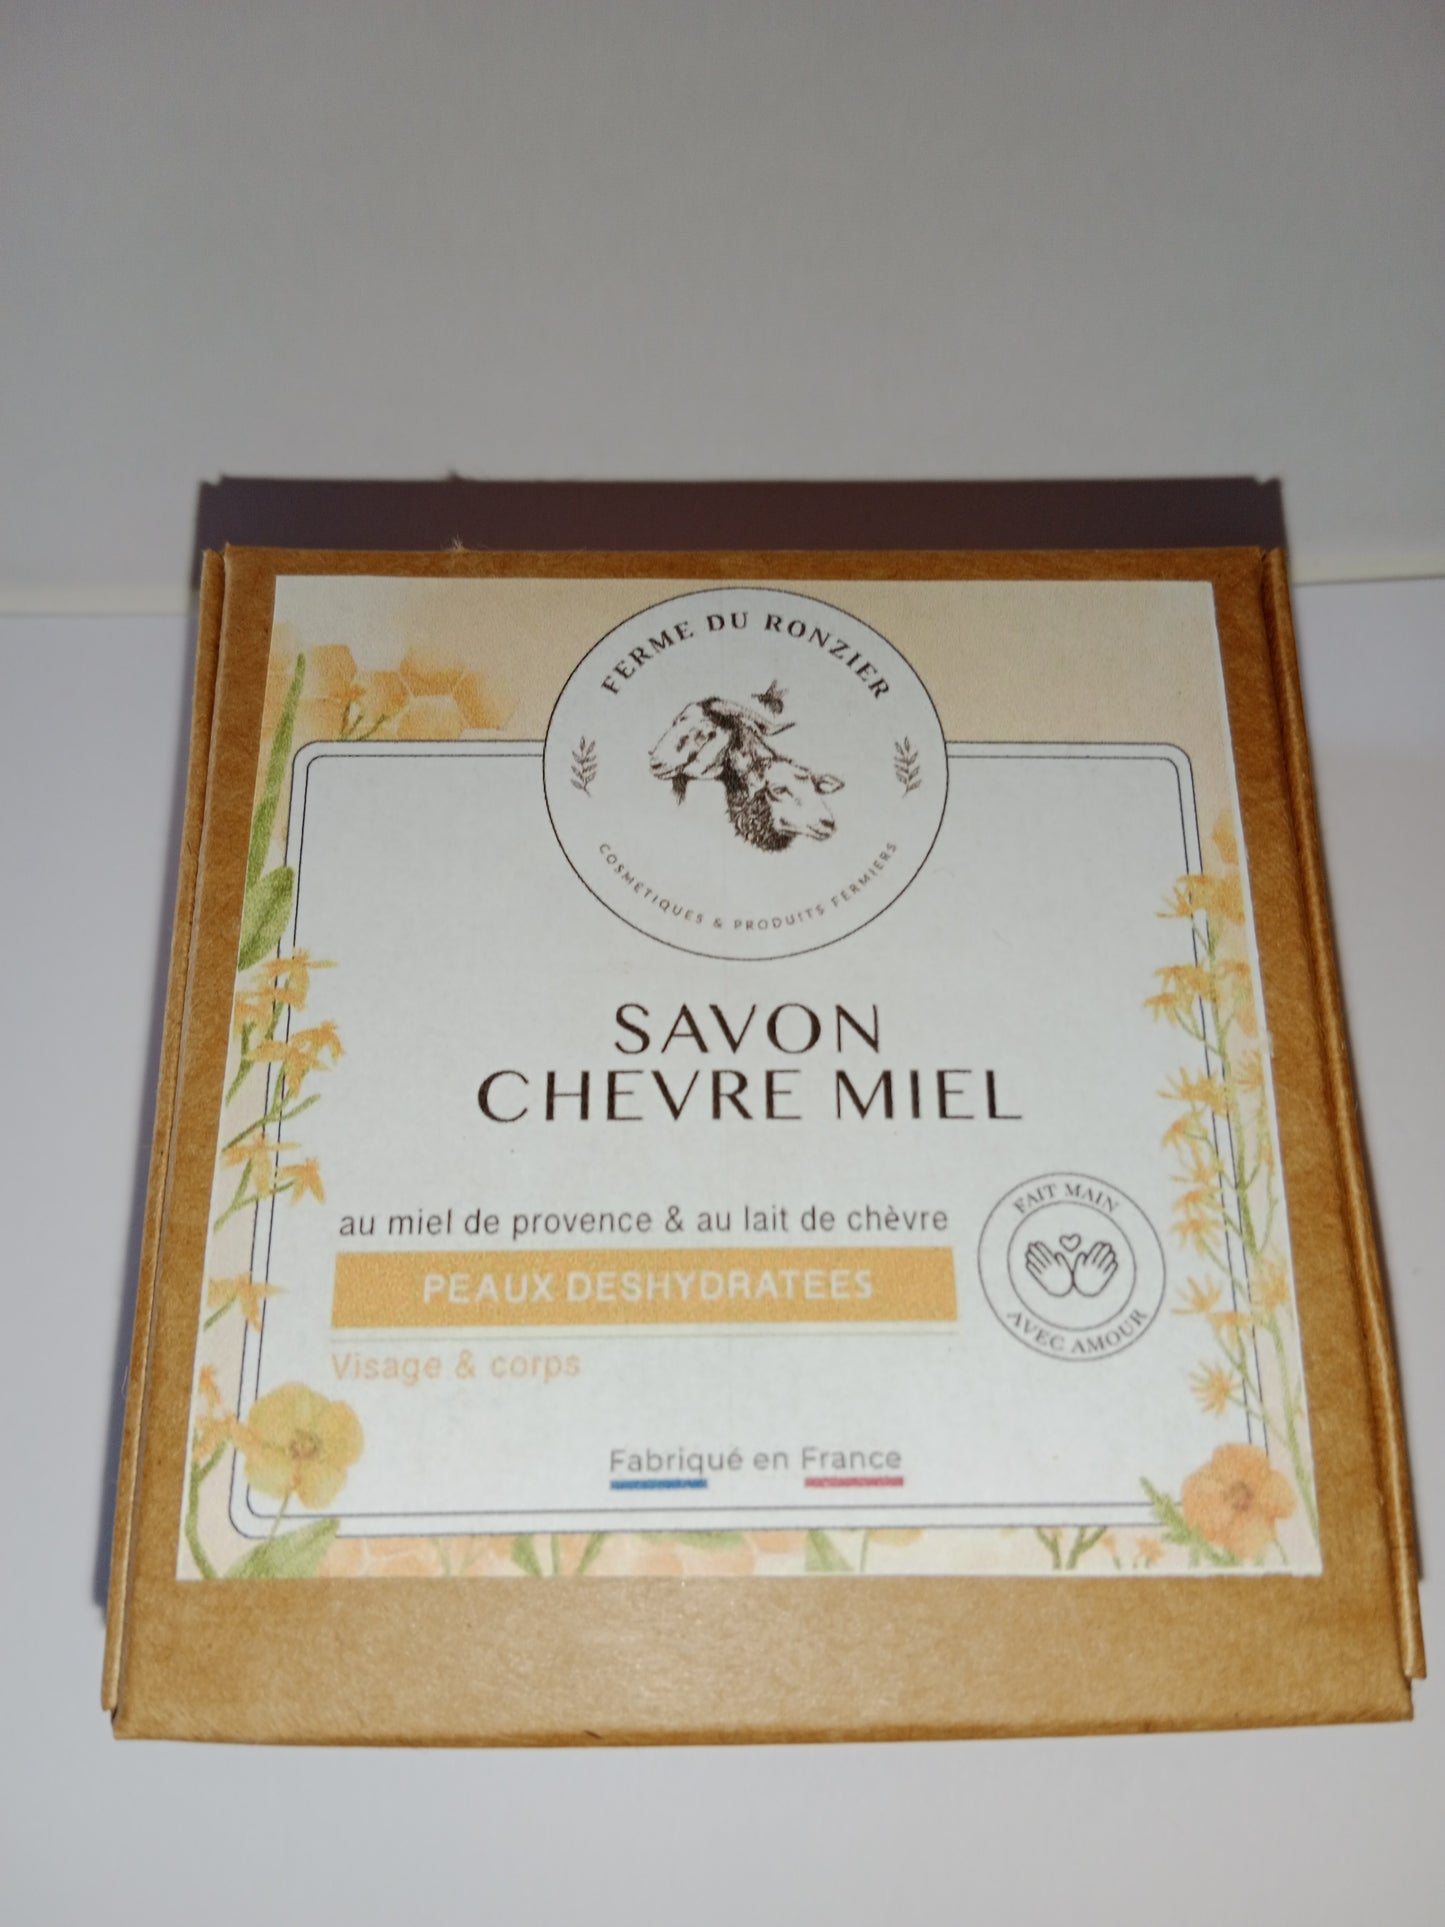 FERME DU RONZIER
COSMÉTIQUES & PRODUITS FERMIERS
SAVON
CHEVRE MIEL
au miel de provence & au lait de chèvre
PEAUX DESHYDRATEES
Visage & corps
FAIT MAIN
AVEC AMOUR
Fabriqué en France